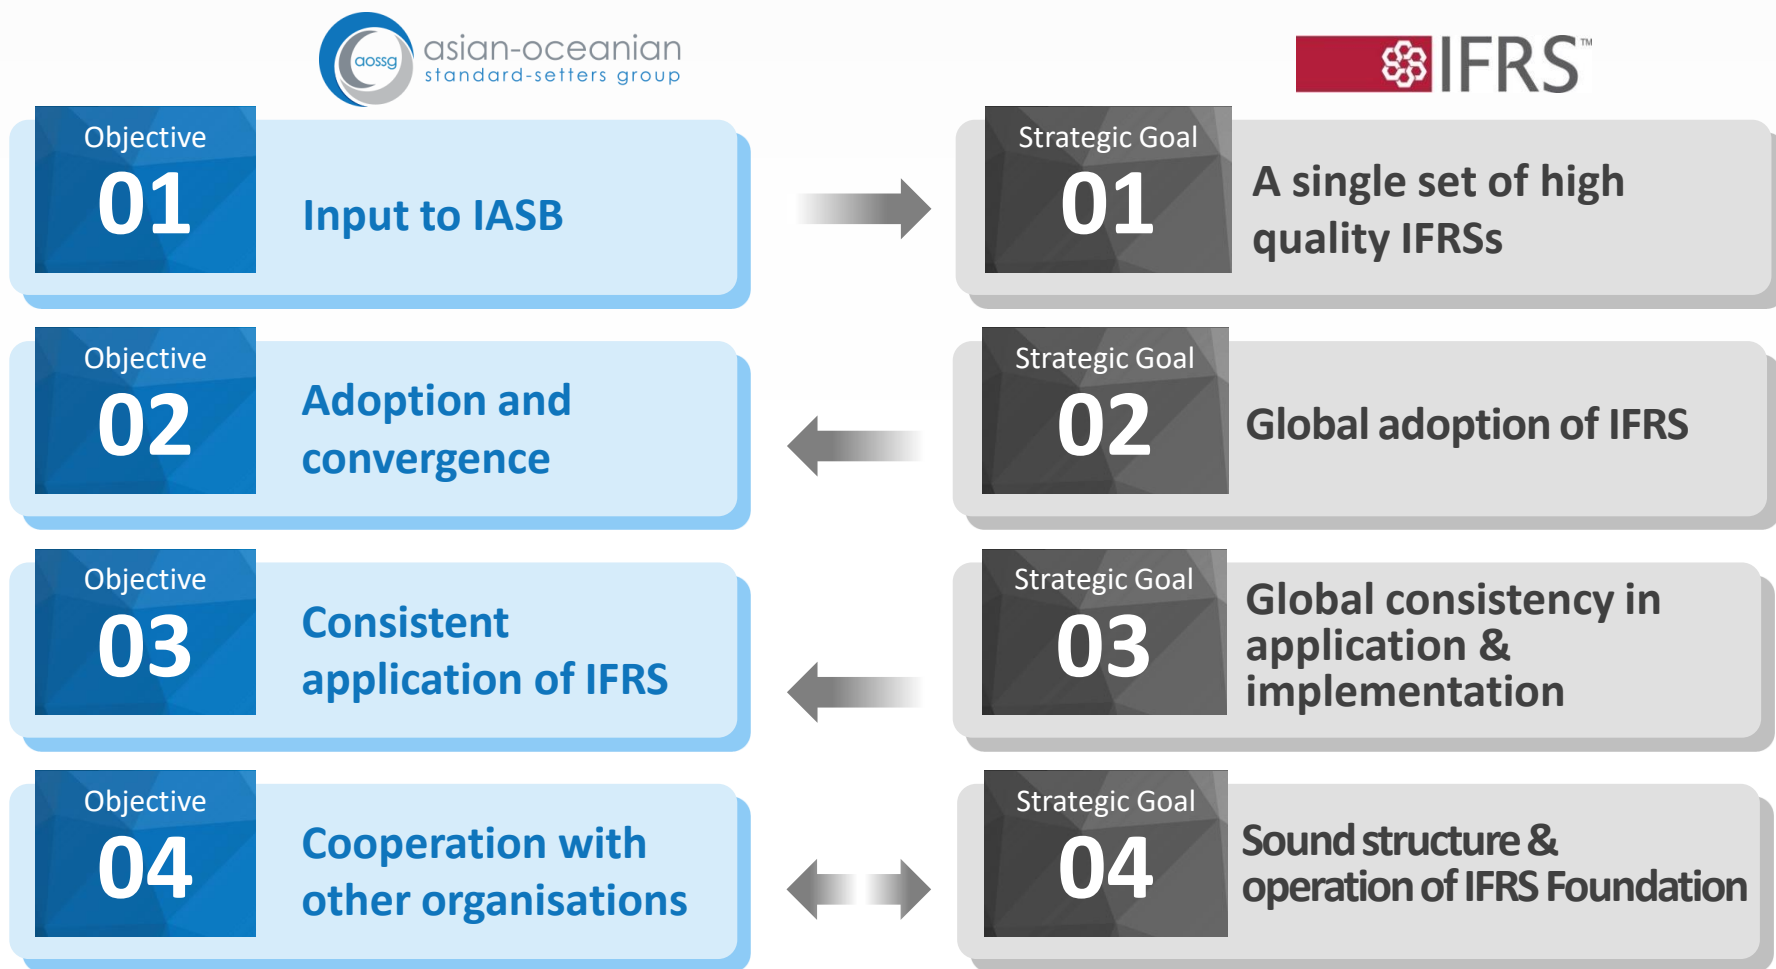 aossg
asian-oceanian
standard-setters group
IFRS™
Objective
01
Input to IASB
Strategic Goal
01
A single set of high
quality IFRSs
Objective
02
Adoption and
convergence
Strategic Goal
02
Global adoption of IFRS
Objective
03
Consistent
application of IFRS
Strategic Goal
03
Global consistency in
application &
implementation
Objective
04
Cooperation with
other organisations
Strategic Goal
04
Sound structure &
operation of IFRS Foundation